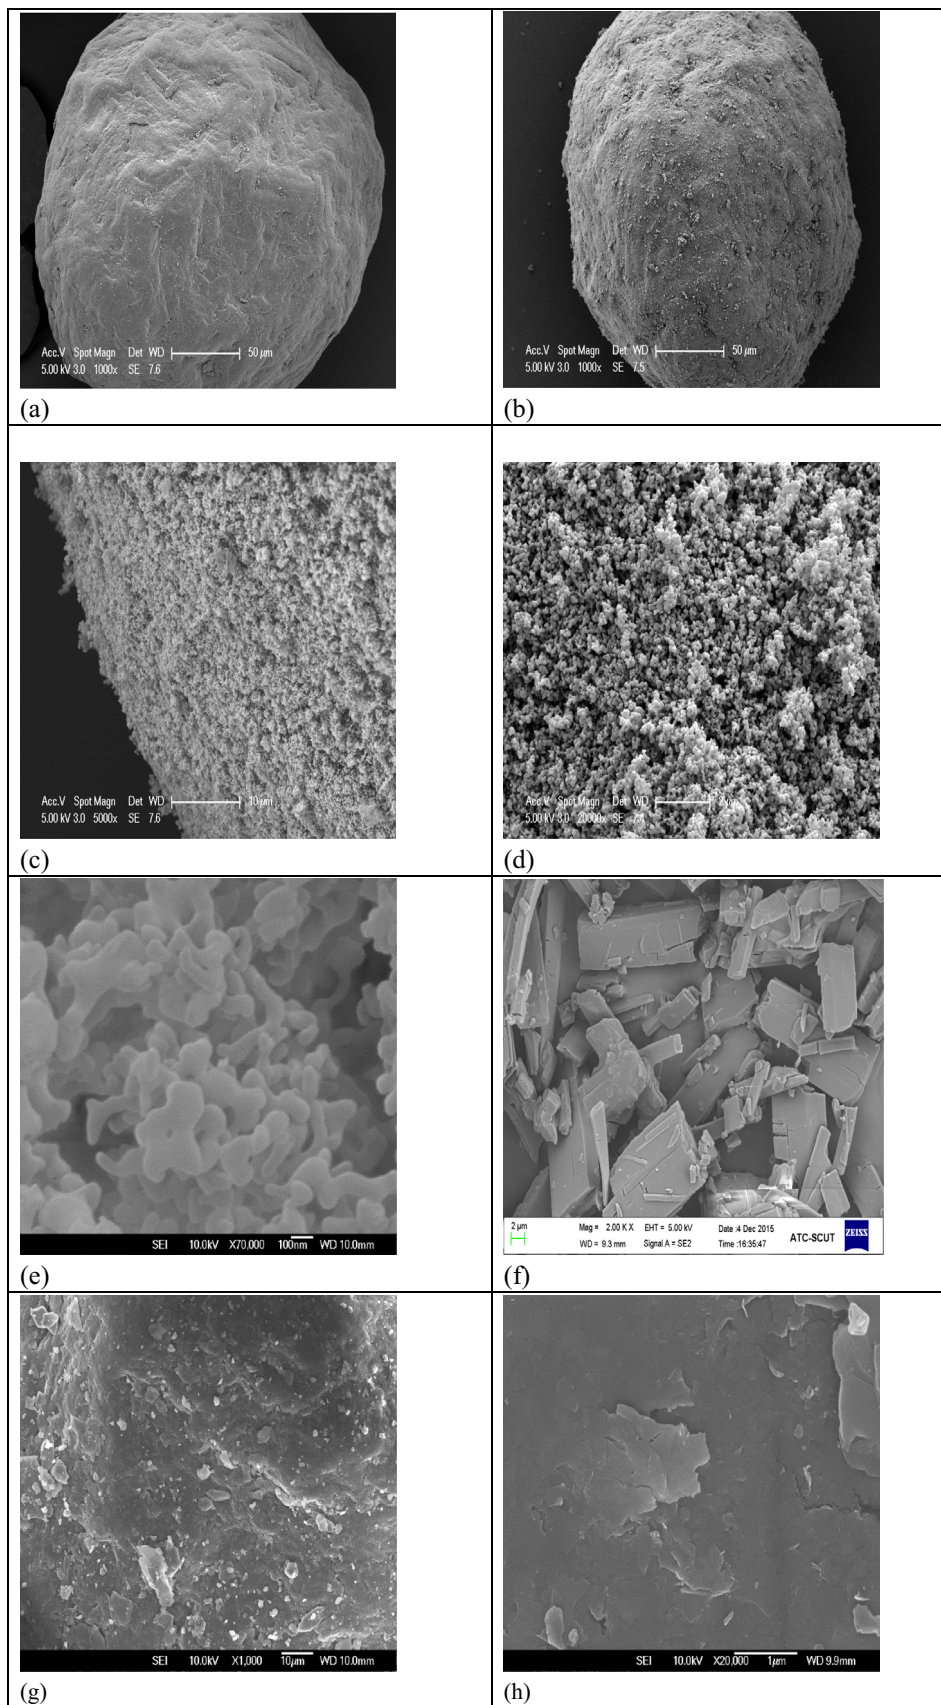 Acc.V Spot Magn Det WD 50 µm
5.00 kV 3.0 1000x SE 7.6
(a)
Acc.V Spot Magn Det WD 50 µm
5.00 kV 3.0 1000x SE 7.5
(b)
Acc.V Spot Magn Det WD 10 µm
5.00 kV 3.0 5000x SE 7.6
(c)
Acc.V Spot Magn Det WD 2 µm
5.00 kV 3.0 20000x SE 7.4
(d)
SEI 10.0kV X70,000 100nm WD 10.0mm
(e)
2 µm Mag = 2.00 K X EHT = 5.00 kV Date :4 Dec 2015 ATC-SCUT ZEISS
WD = 9.3 mm Signal A = SE2 Time :16:35:47
(f)
SEI 10.0kV X1,000 10µm WD 10.0mm
(g)
SEI 10.0kV X20,000 1µm WD 9.9mm
(h)